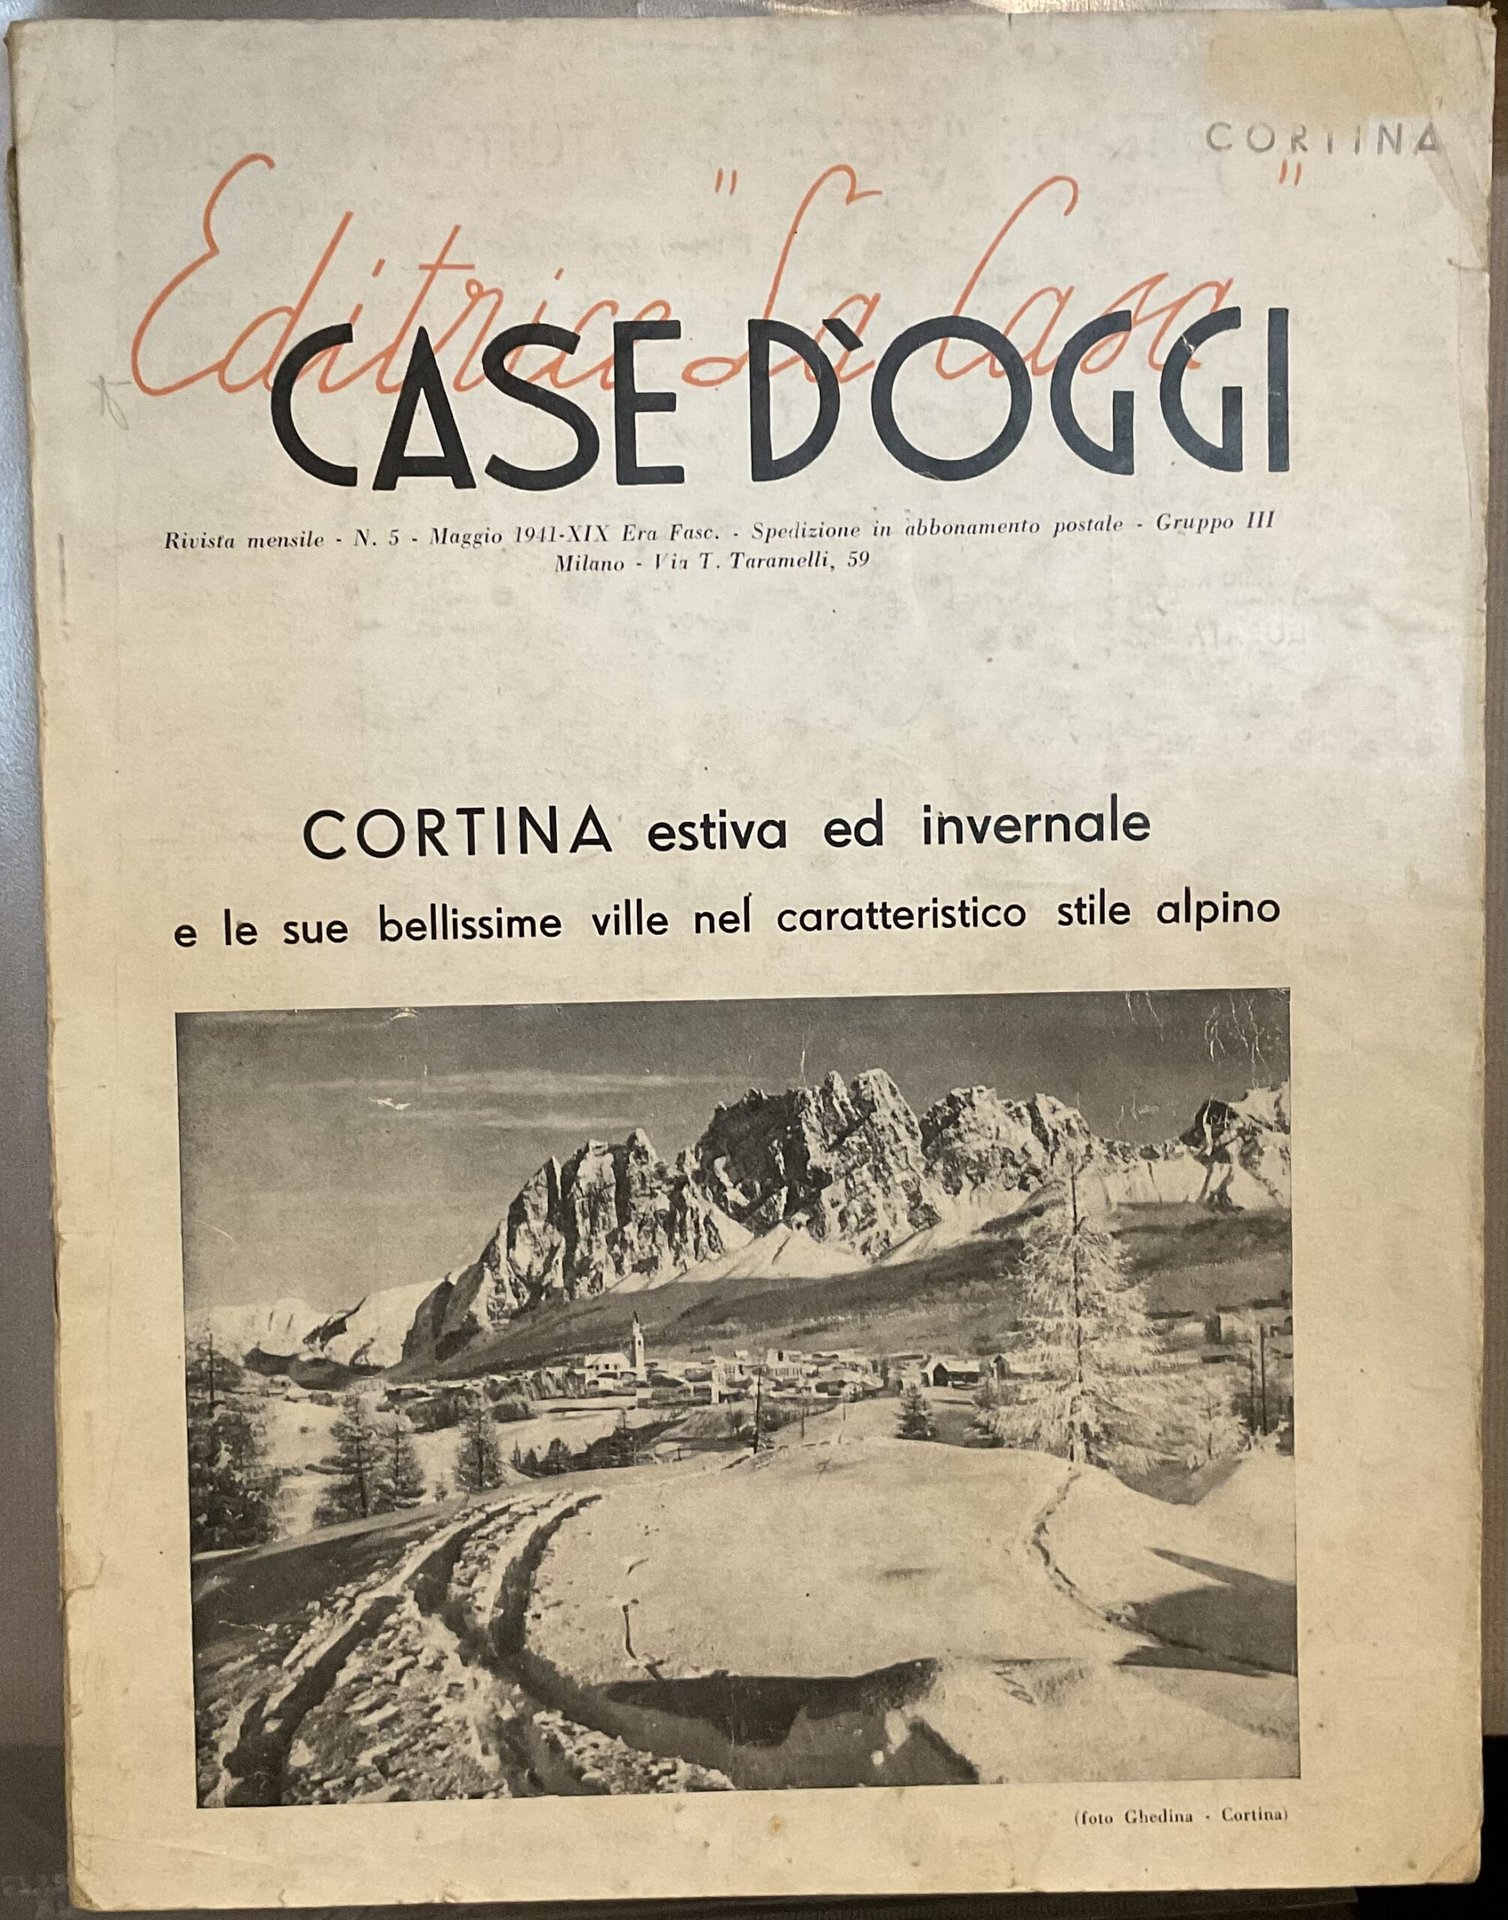 CORTINA
Editrice "La Casa"
CASE D'OGGI
Rivista mensile - N. 5 - Maggio 1941-XIX Era Fasc. - Spedizione in abbonamento postale - Gruppo III
Milano - Via T. Taramelli, 59
CORTINA estiva ed invernale
e le sue bellissime ville nel caratteristico stile alpino
(foto Ghedina - Cortina)